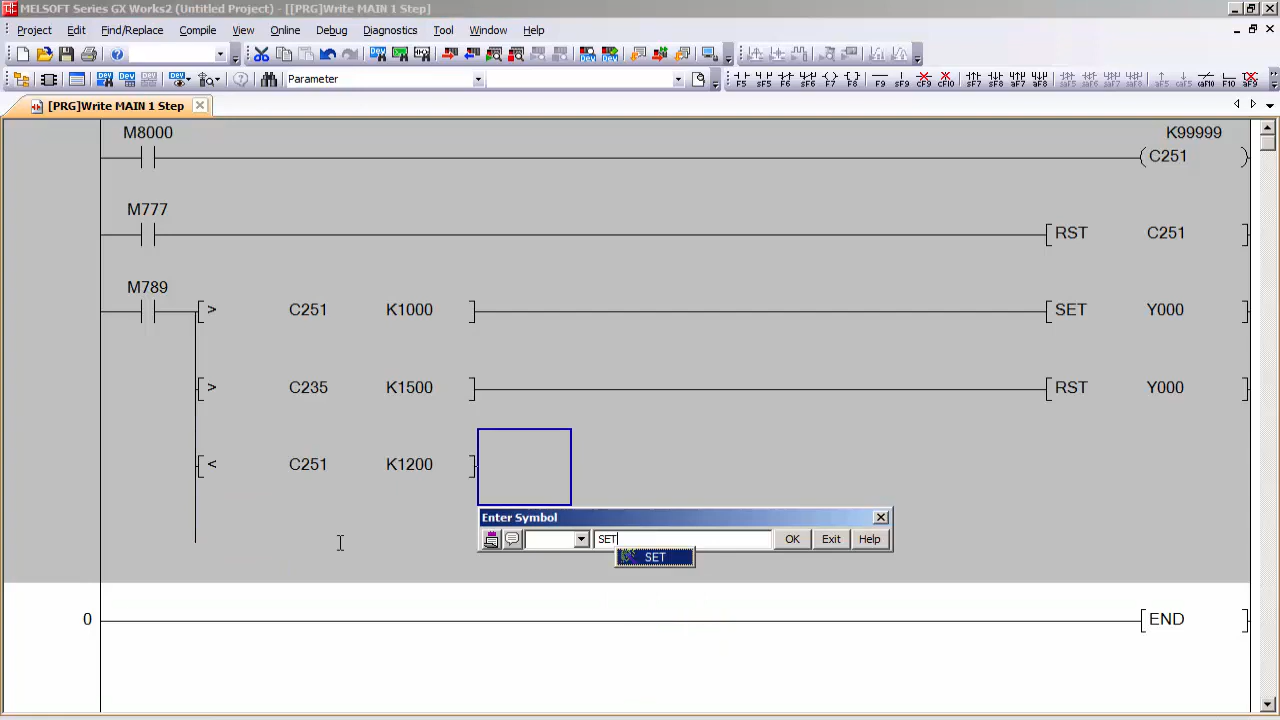 MELSOFT Series GX Works2 (Untitled Project) - [[PRG]Write MAIN 1 Step]
Project Edit Find/Replace Compile View Online Debug Diagnostics Tool Window Help
Parameter
[PRG]Write MAIN 1 Step
M8000 K99999
C251
M777
RST C251
M789
> C251 K1000 SET Y000
> C235 K1500 RST Y000
< C251 K1200
Enter Symbol
SET OK Exit Help
SET
0 END